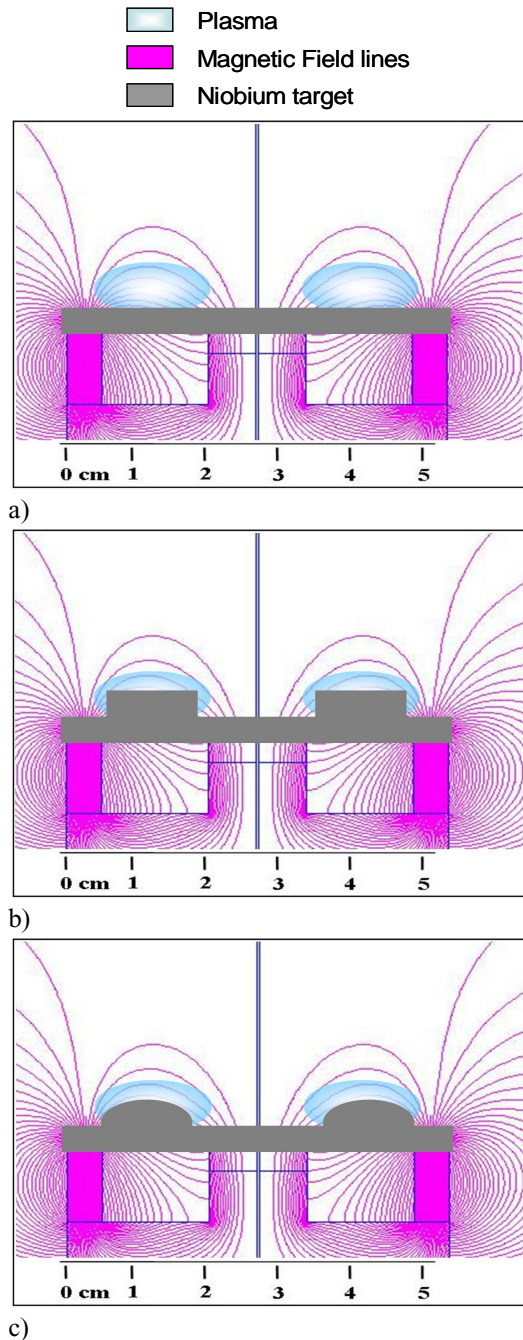 Plasma
Magnetic Field lines
Niobium target
0 cm 1 2 3 4 5
a)
0 cm 1 2 3 4 5
b)
0 cm 1 2 3 4 5
c)